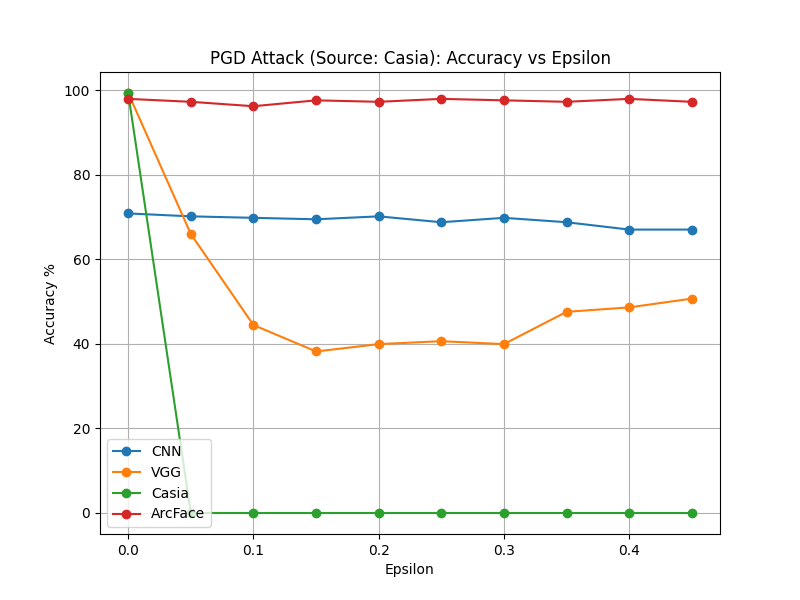 PGD Attack (Source: Casia): Accuracy vs Epsilon
Accuracy %
100
80
60
40
20
0
CNN
VGG
Casia
ArcFace
0.0 0.1 0.2 0.3 0.4
Epsilon